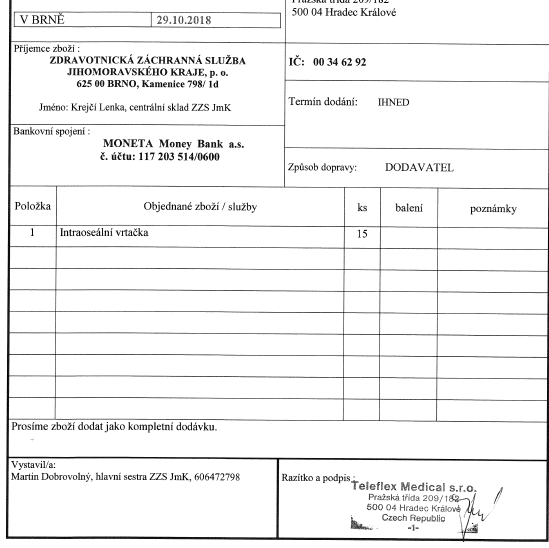 Pražská třída 209/182
500 04 Hradec Králové
V BRNĚ
29.10.2018
Příjemce zboží :
ZDRAVOTNICKÁ ZÁCHRANNÁ SLUŽBA
JIHOMORAVSKÉHO KRAJE, p. o.
625 00 BRNO, Kamenice 798/ 1d
Jméno: Krejčí Lenka, centrální sklad ZZS JmK
IČ: 00 34 62 92
Termín dodání: IHNED
Bankovní spojení :
MONETA Money Bank a.s.
č. účtu: 117 203 514/0600
Způsob dopravy: DODAVATEL
Položka Objednané zboží / služby ks balení poznámky
1 Intraoseální vrtačka 15
Prosíme zboží dodat jako kompletní dodávku.
Vystavil/a:
Martin Dobrovolný, hlavní sestra ZZS JmK, 606472798
Razítko a podpis :
Teleflex Medical s.r.o.
Pražská třída 209/182
500 04 Hradec Králové
Czech Republic
-1-